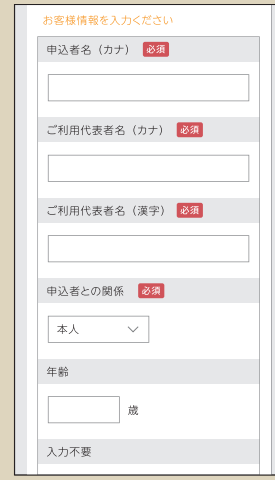 お客様情報を入力ください
申込者名（カナ） 必須
ご利用代表者名（カナ） 必須
ご利用代表者名（漢字） 必須
申込者との関係 必須
本人
年齢
歳
入力不要